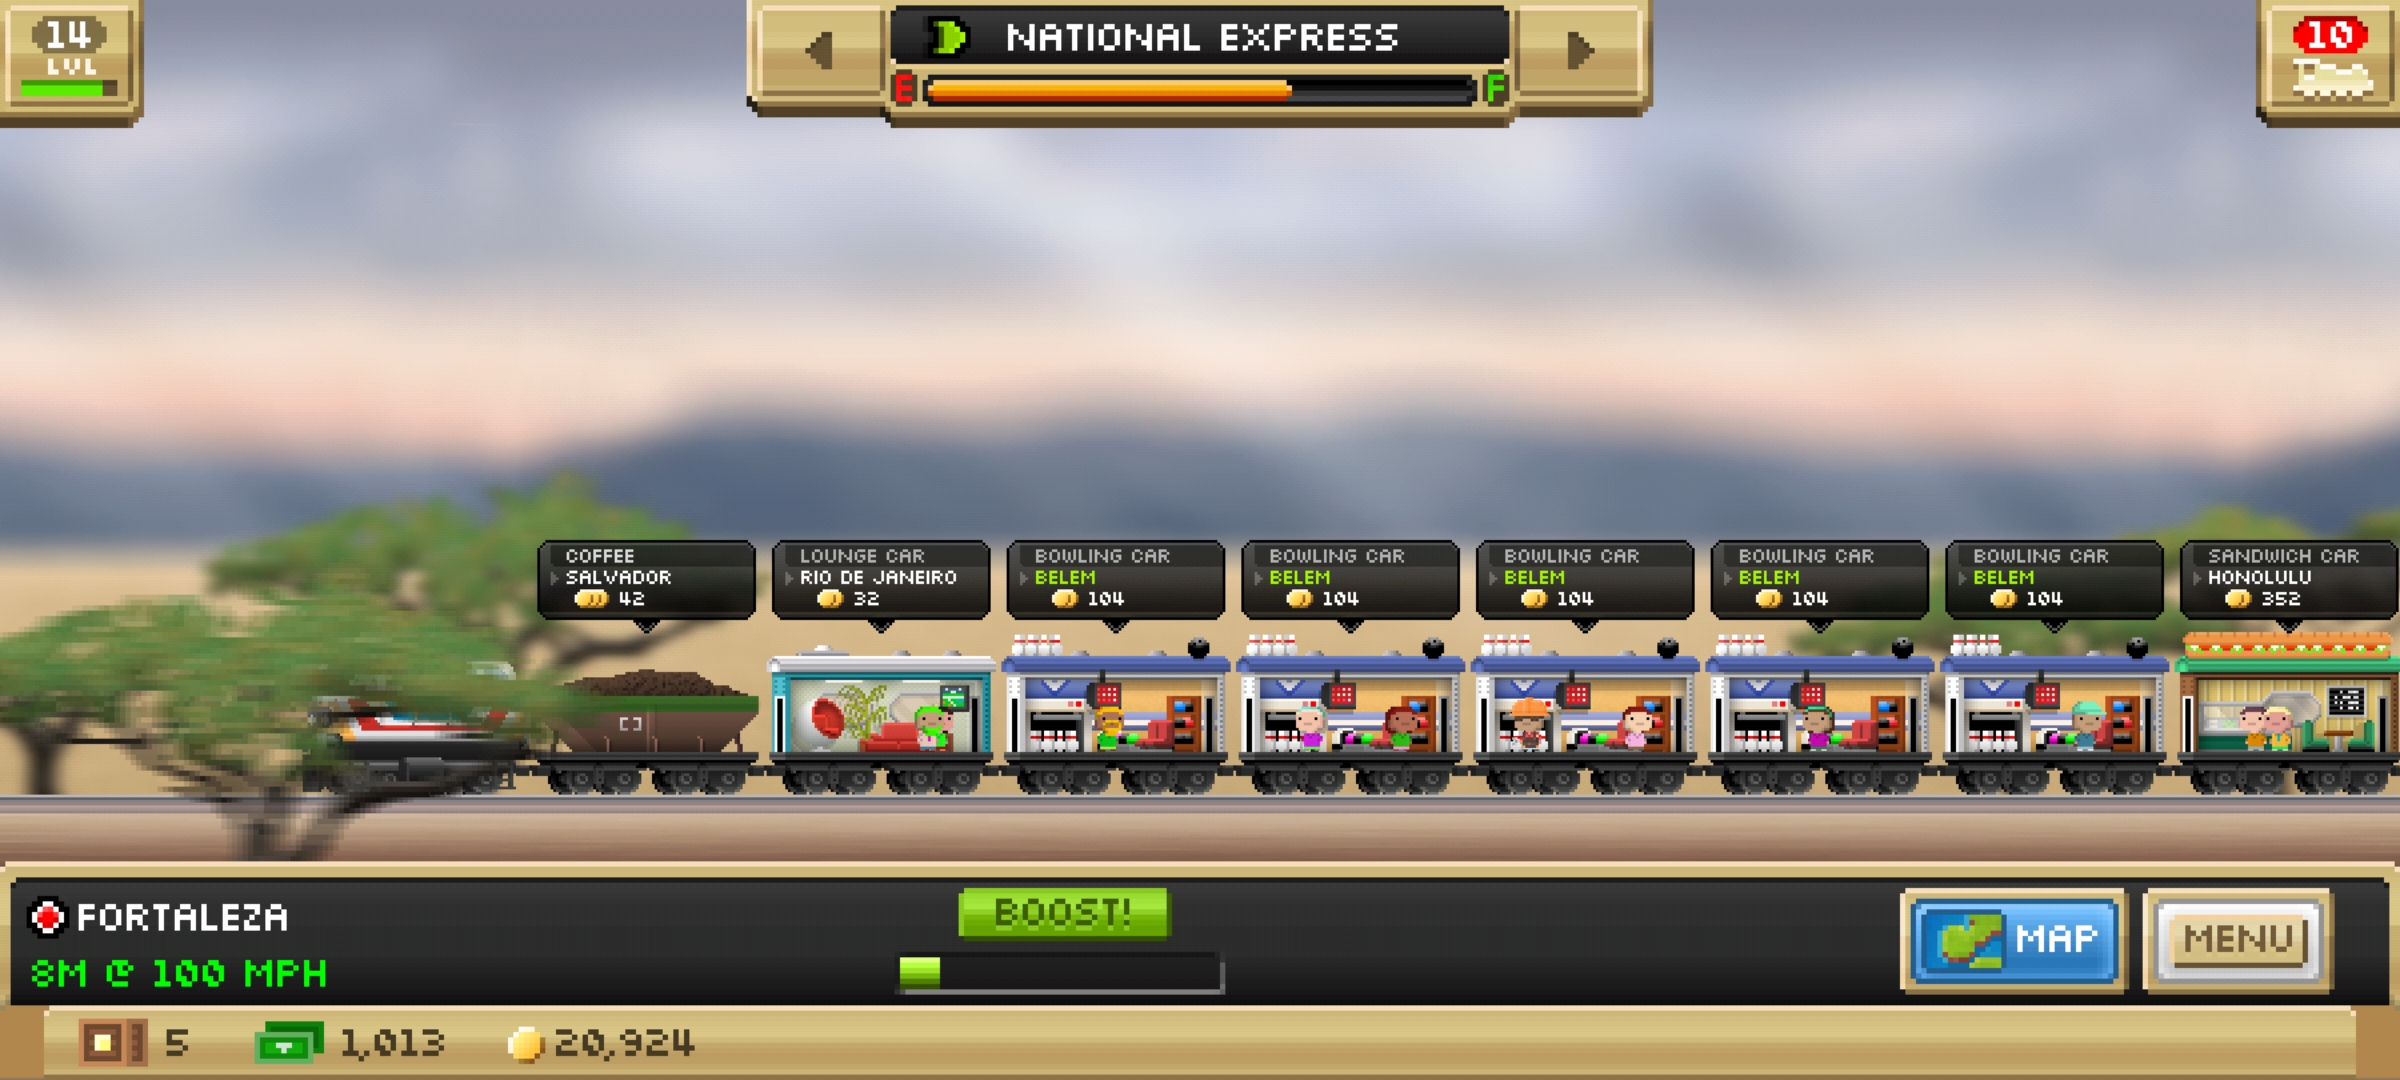 14
LVL
NATIONAL EXPRESS
E
F
10
COFFEE
SALVADOR
42
LOUNGE CAR
RIO DE JANEIRO
32
BOWLING CAR
BELEM
104
BOWLING CAR
BELEM
104
BOWLING CAR
BELEM
104
BOWLING CAR
BELEM
104
BOWLING CAR
BELEM
104
SANDWICH CAR
HONOLULU
352
FORTALEZA
8M @ 100 MPH
BOOST!
MAP
MENU
5
1,013
20,924